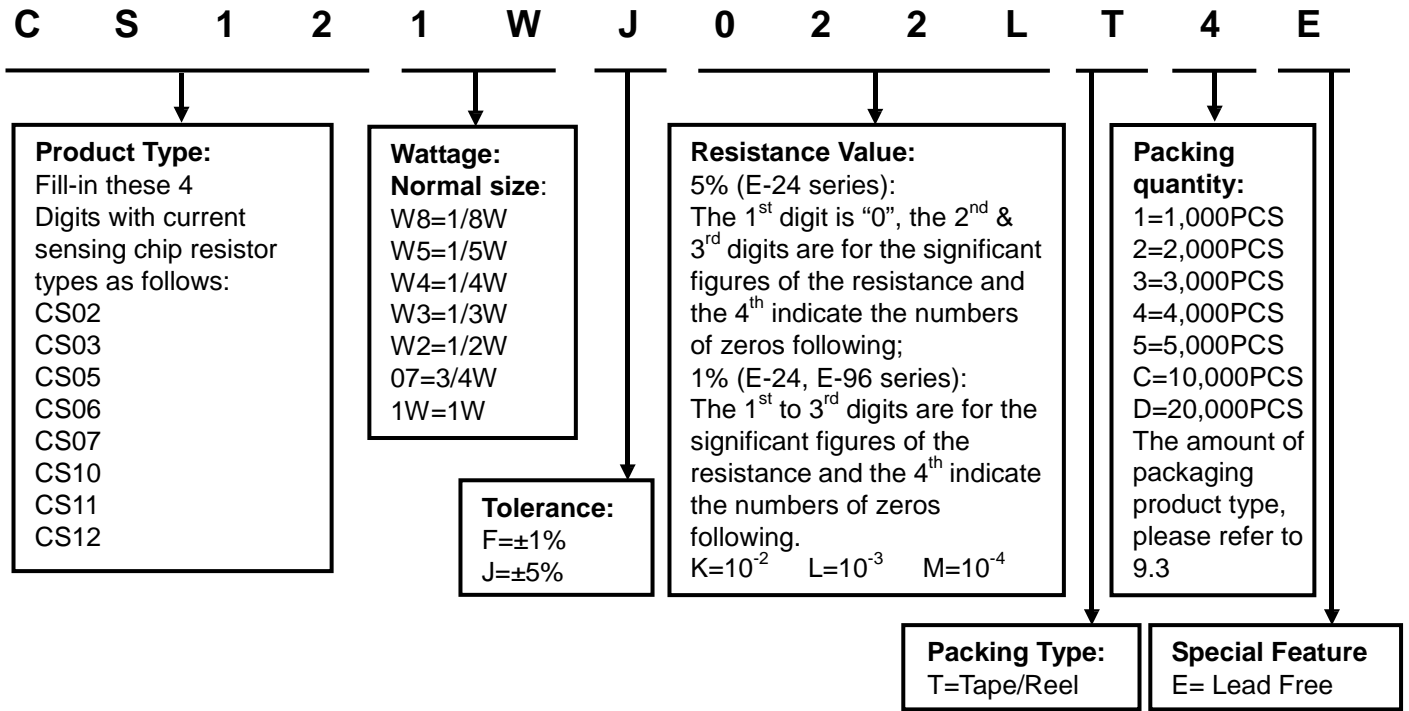 C S 1 2 1 W J 0 2 2 L T 4 E
Product Type:
Fill-in these 4
Digits with current
sensing chip resistor
types as follows:
CS02
CS03
CS05
CS06
CS07
CS10
CS11
CS12
Wattage:
Normal size:
W8=1/8W
W5=1/5W
W4=1/4W
W3=1/3W
W2=1/2W
07=3/4W
1W=1W
Tolerance:
F=±1%
J=±5%
Resistance Value:
5% (E-24 series):
The 1st digit is “0”, the 2nd &
3rd digits are for the significant
figures of the resistance and
the 4th indicate the numbers
of zeros following;
1% (E-24, E-96 series):
The 1st to 3rd digits are for the
significant figures of the
resistance and the 4th indicate
the numbers of zeros
following.
K=10-2 L=10-3 M=10-4
Packing
quantity:
1=1,000PCS
2=2,000PCS
3=3,000PCS
4=4,000PCS
5=5,000PCS
C=10,000PCS
D=20,000PCS
The amount of
packaging
product type,
please refer to
9.3
Packing Type:
T=Tape/Reel
Special Feature
E= Lead Free